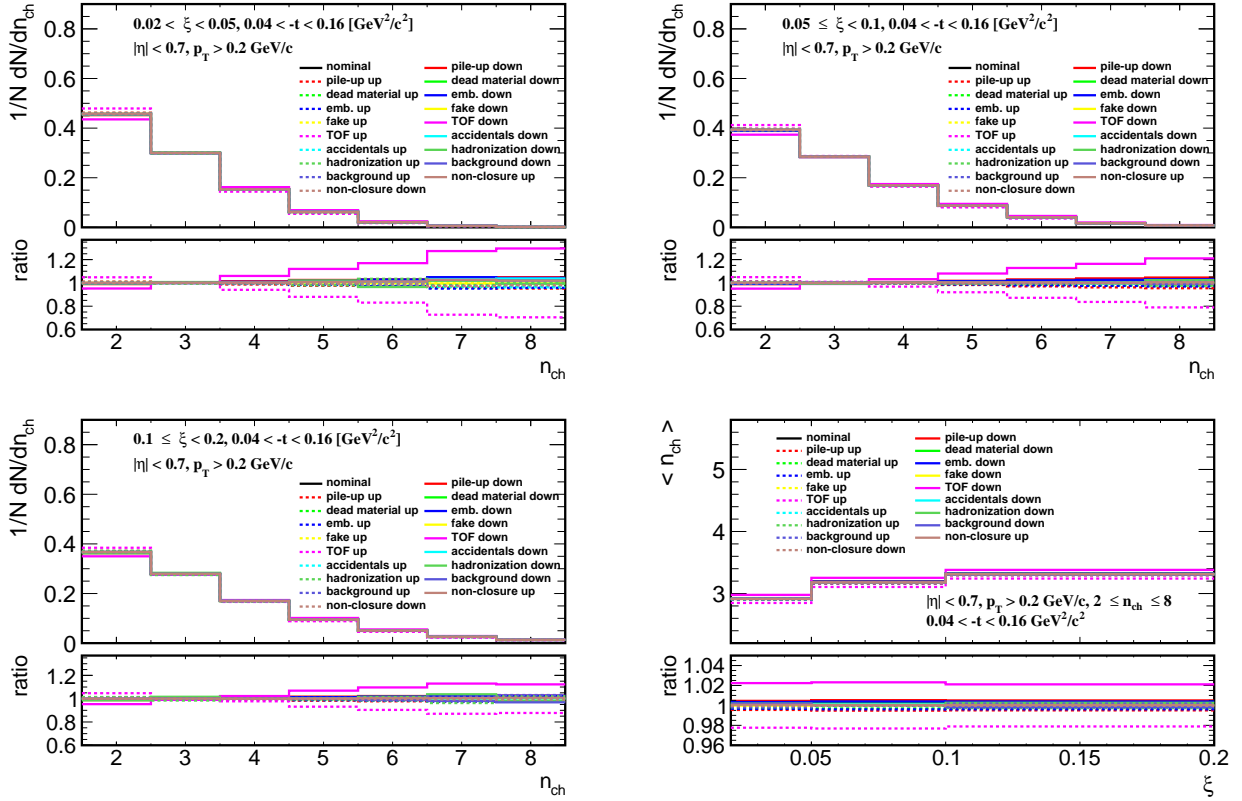 0.02 < ξ < 0.05, 0.04 < -t < 0.16 [GeV²/c²]
|η| < 0.7, p_T > 0.2 GeV/c
1/N dN/dn_ch
0.8
0.6
0.4
0.2
0
nominal
pile-up down
pile-up up
dead material down
dead material up
emb. down
emb. up
fake down
fake up
TOF down
TOF up
accidentals down
accidentals up
hadronization down
hadronization up
background down
background up
non-closure up
non-closure down
ratio
1.2
1
0.8
0.6
2 3 4 5 6 7 8
n_ch
0.05 ≤ ξ < 0.1, 0.04 < -t < 0.16 [GeV²/c²]
|η| < 0.7, p_T > 0.2 GeV/c
1/N dN/dn_ch
0.8
0.6
0.4
0.2
0
nominal
pile-up down
pile-up up
dead material down
dead material up
emb. down
emb. up
fake down
fake up
TOF down
TOF up
accidentals down
accidentals up
hadronization down
hadronization up
background down
background up
non-closure up
non-closure down
ratio
1.2
1
0.8
0.6
2 3 4 5 6 7 8
n_ch
0.1 ≤ ξ < 0.2, 0.04 < -t < 0.16 [GeV²/c²]
|η| < 0.7, p_T > 0.2 GeV/c
1/N dN/dn_ch
0.8
0.6
0.4
0.2
0
nominal
pile-up down
pile-up up
dead material down
dead material up
emb. down
emb. up
fake down
fake up
TOF down
TOF up
accidentals down
accidentals up
hadronization down
hadronization up
background down
background up
non-closure up
non-closure down
ratio
1.2
1
0.8
0.6
2 3 4 5 6 7 8
n_ch
< n_ch >
5
4
3
nominal
pile-up down
pile-up up
dead material down
dead material up
emb. down
emb. up
fake down
fake up
TOF down
TOF up
accidentals down
accidentals up
hadronization down
hadronization up
background down
background up
non-closure up
non-closure down
|η| < 0.7, p_T > 0.2 GeV/c, 2 ≤ n_ch ≤ 8
0.04 < -t < 0.16 GeV²/c²
ratio
1.04
1.02
1
0.98
0.96
0.05 0.1 0.15 0.2
ξ